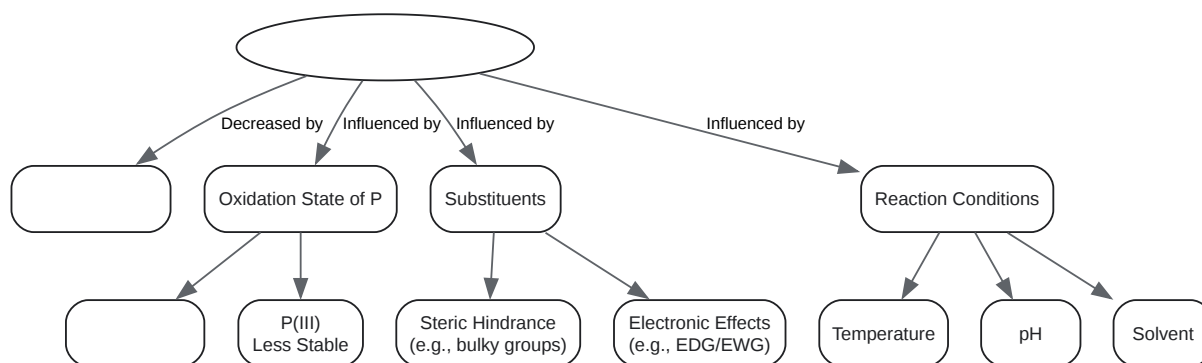 Decreased by
Influenced by
Influenced by
Influenced by
Oxidation State of P
Substituents
Reaction Conditions
P(III)
Less Stable
Steric Hindrance
(e.g., bulky groups)
Electronic Effects
(e.g., EDG/EWG)
Temperature
pH
Solvent